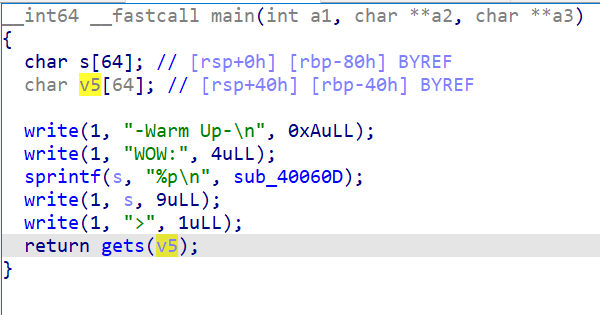 __int64 __fastcall main(int a1, char **a2, char **a3)
{
char s[64]; // [rsp+0h] [rbp-80h] BYREF
char v5[64]; // [rsp+40h] [rbp-40h] BYREF
write(1, "-Warm Up-\n", 0xAuLL);
write(1, "WOW:", 4uLL);
sprintf(s, "%p\n", sub_40060D);
write(1, s, 9uLL);
write(1, ">", 1uLL);
return gets(v5);
}